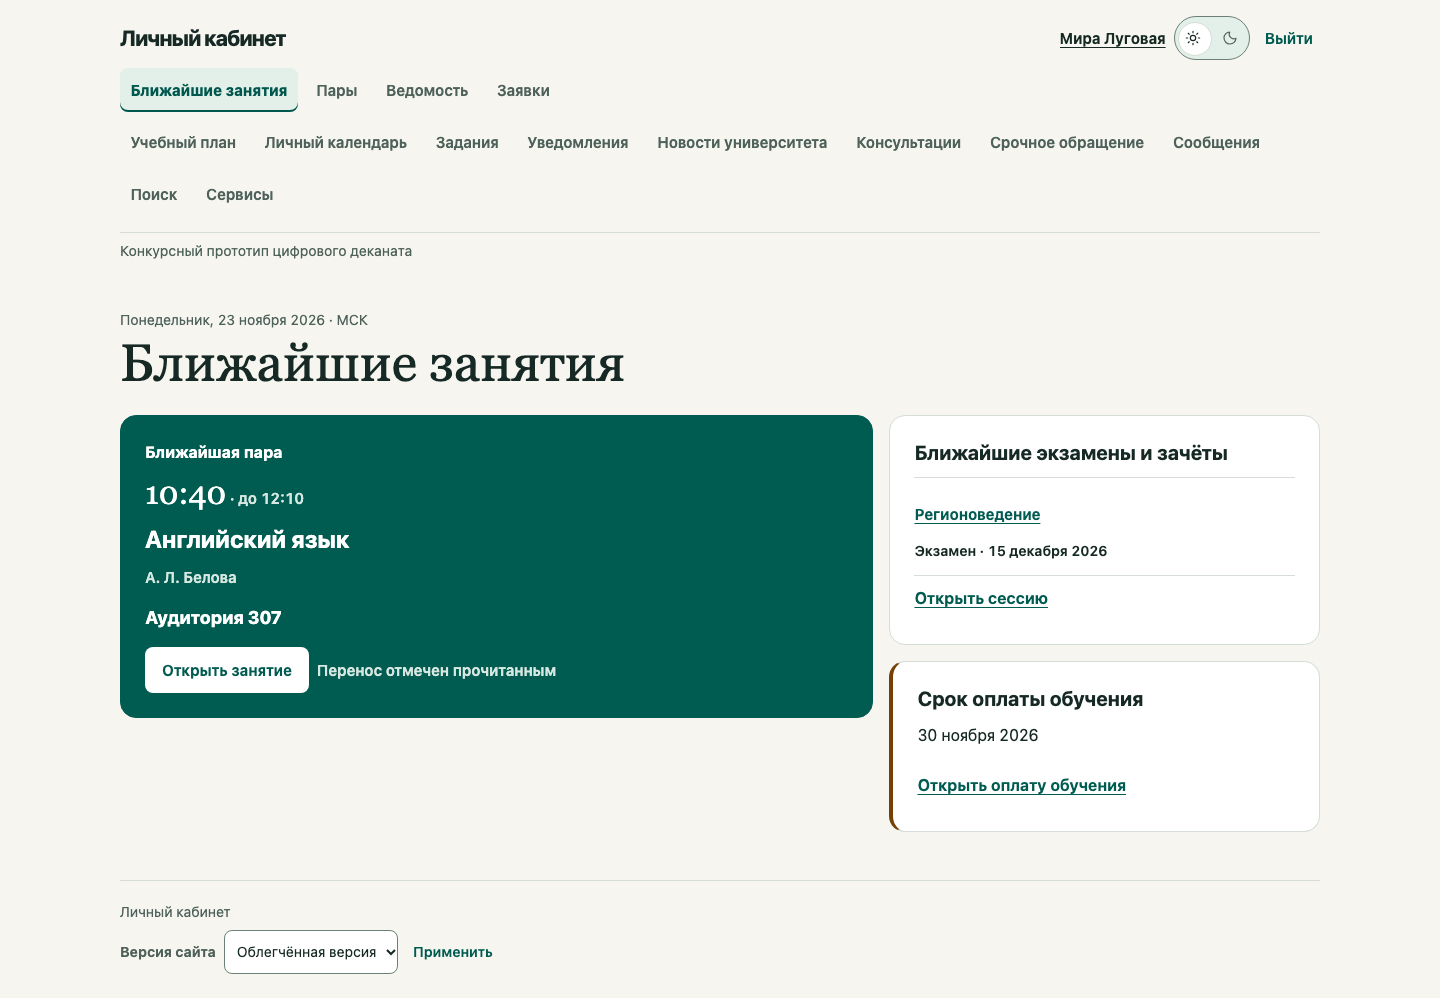 Личный кабинет
Мира Луговая
Выйти
Ближайшие занятия Пары Ведомость Заявки
Учебный план Личный календарь Задания Уведомления Новости университета Консультации Срочное обращение Сообщения
Поиск Сервисы
Конкурсный прототип цифрового деканата
Понедельник, 23 ноября 2026 · МСК
Ближайшие занятия
Ближайшая пара
10:40 · до 12:10
Английский язык
А. Л. Белова
Аудитория 307
Открыть занятие Перенос отмечен прочитанным
Ближайшие экзамены и зачёты
Регионоведение
Экзамен · 15 декабря 2026
Открыть сессию
Срок оплаты обучения
30 ноября 2026
Открыть оплату обучения
Личный кабинет
Версия сайта Облегчённая версия Применить